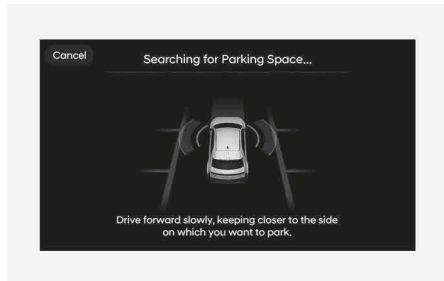 Cancel
Searching for Parking Space...
Drive forward slowly, keeping closer to the side
on which you want to park.